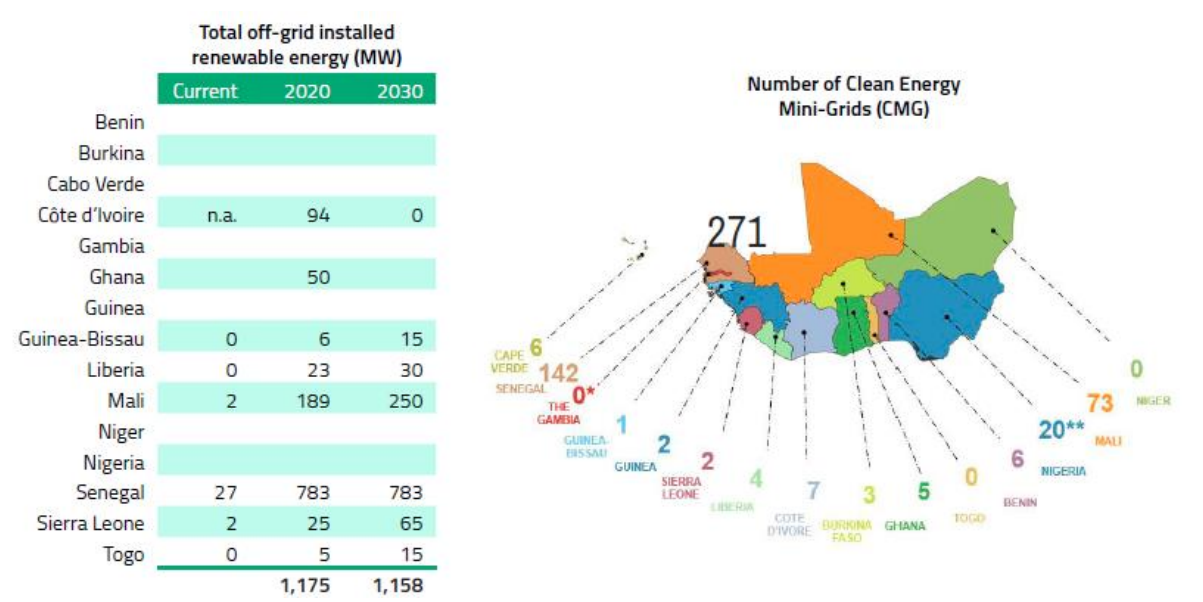 Total off-grid installed
renewable energy (MW)
Current 2020 2030
Benin
Burkina
Cabo Verde
Côte d'Ivoire n.a. 94 0
Gambia
Ghana 50
Guinea
Guinea-Bissau 0 6 15
Liberia 0 23 30
Mali 2 189 250
Niger
Nigeria
Senegal 27 783 783
Sierra Leone 2 25 65
Togo 0 5 15
1,175 1,158
Number of Clean Energy
Mini-Grids (CMG)
271
6
CAPE
VERDE
142
SENEGAL
0*
THE
GAMBIA
1
GUINEA-
BISSAU
2
GUINEA
2
SIERRA
LEONE
4
LIBERIA
7
COTE
D'IVORE
3
BURKINA
FASO
5
GHANA
0
TOGO
6
BENIN
20**
NIGERIA
73
MALI
0
NIGER